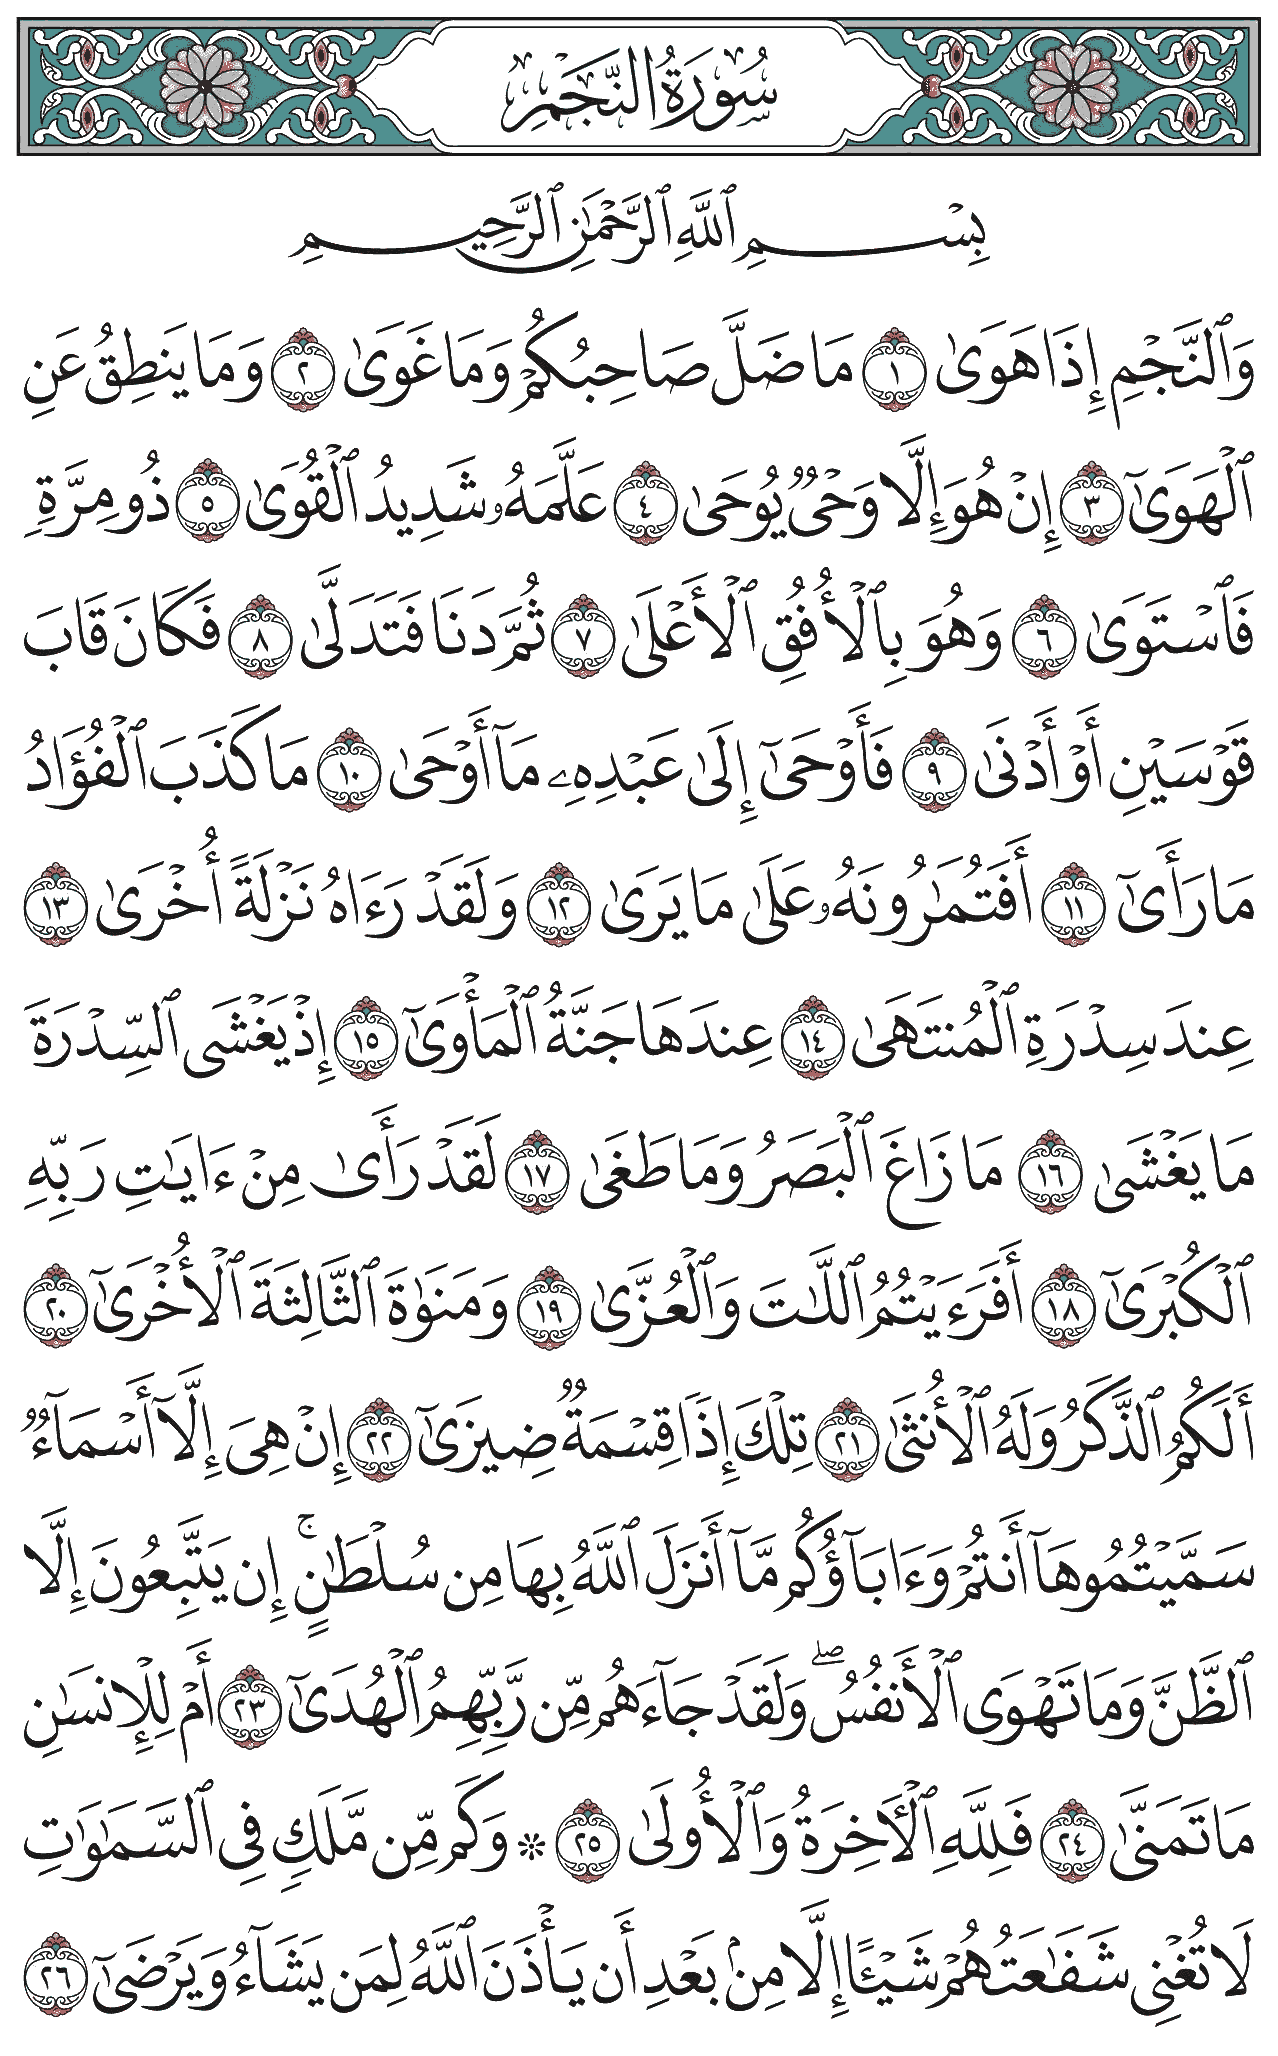 سُورَةُ النَّجْمِ
بِسْمِ ٱللَّهِ ٱلرَّحْمَٰنِ ٱلرَّحِيمِ
وَٱلنَّجْمِ إِذَا هَوَىٰ ١ مَا ضَلَّ صَاحِبُكُمْ وَمَا غَوَىٰ ٢ وَمَا يَنطِقُ عَنِ
ٱلْهَوَىٰٓ ٣ إِنْ هُوَ إِلَّا وَحْىٌ يُوحَىٰ ٤ عَلَّمَهُۥ شَدِيدُ ٱلْقُوَىٰ ٥ ذُو مِرَّةٍ
فَٱسْتَوَىٰ ٦ وَهُوَ بِٱلْأُفُقِ ٱلْأَعْلَىٰ ٧ ثُمَّ دَنَا فَتَدَلَّىٰ ٨ فَكَانَ قَابَ
قَوْسَيْنِ أَوْ أَدْنَىٰ ٩ فَأَوْحَىٰٓ إِلَىٰ عَبْدِهِۦ مَآ أَوْحَىٰ ١٠ مَا كَذَبَ ٱلْفُؤَادُ
مَا رَأَىٰٓ ١١ أَفَتُمَٰرُونَهُۥ عَلَىٰ مَا يَرَىٰ ١٢ وَلَقَدْ رَءَاهُ نَزْلَةً أُخْرَىٰ ١٣
عِندَ سِدْرَةِ ٱلْمُنتَهَىٰ ١٤ عِندَهَا جَنَّةُ ٱلْمَأْوَىٰٓ ١٥ إِذْ يَغْشَى ٱلسِّدْرَةَ
مَا يَغْشَىٰ ١٦ مَا زَاغَ ٱلْبَصَرُ وَمَا طَغَىٰ ١٧ لَقَدْ رَأَىٰ مِنْ ءَايَٰتِ رَبِّهِ
ٱلْكُبْرَىٰٓ ١٨ أَفَرَءَيْتُمُ ٱللَّٰتَ وَٱلْعُزَّىٰ ١٩ وَمَنَوٰةَ ٱلثَّالِثَةَ ٱلْأُخْرَىٰٓ ٢٠
أَلَكُمُ ٱلذَّكَرُ وَلَهُ ٱلْأُنثَىٰ ٢١ تِلْكَ إِذًا قِسْمَةٌ ضِيزَىٰٓ ٢٢ إِنْ هِىَ إِلَّآ أَسْمَآءٌ
سَمَّيْتُمُوهَآ أَنتُمْ وَءَابَآؤُكُم مَّآ أَنزَلَ ٱللَّهُ بِهَا مِن سُلْطَٰنٍ ۚ إِن يَتَّبِعُونَ إِلَّا
ٱلظَّنَّ وَمَا تَهْوَى ٱلْأَنفُسُ ۖ وَلَقَدْ جَآءَهُم مِّن رَّبِّهِمُ ٱلْهُدَىٰٓ ٢٣ أَمْ لِلْإِنسَٰنِ
مَا تَمَنَّىٰ ٢٤ فَلِلَّهِ ٱلْـَٔاخِرَةُ وَٱلْأُولَىٰ ٢٥ ۞ وَكَم مِّن مَّلَكٍ فِى ٱلسَّمَٰوَٰتِ
لَا تُغْنِى شَفَٰعَتُهُمْ شَيْـًٔا إِلَّا مِنۢ بَعْدِ أَن يَأْذَنَ ٱللَّهُ لِمَن يَشَآءُ وَيَرْضَىٰٓ ٢٦